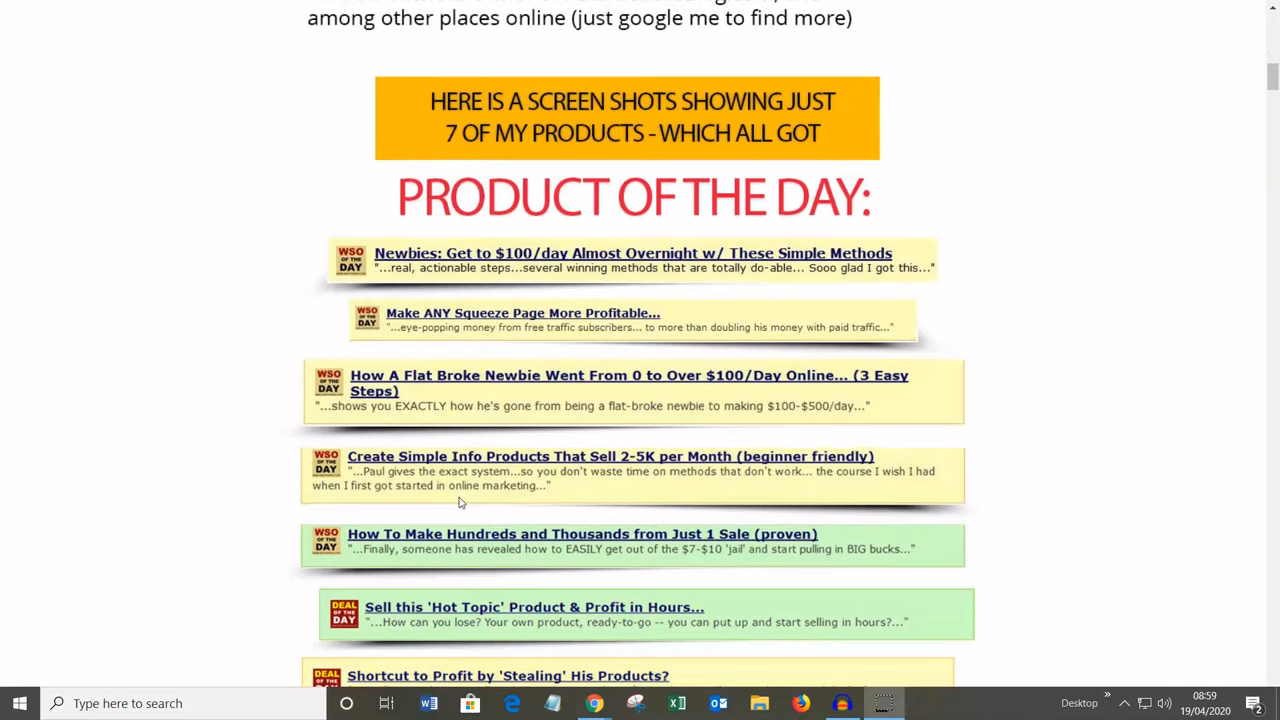 among other places online (just google me to find more)
HERE IS A SCREEN SHOTS SHOWING JUST
7 OF MY PRODUCTS - WHICH ALL GOT
PRODUCT OF THE DAY:
WSO OF THE DAY
Newbies: Get to $100/day Almost Overnight w/ These Simple Methods
"...real, actionable steps...several winning methods that are totally do-able... Sooo glad I got this..."
WSO OF THE DAY
Make ANY Squeeze Page More Profitable...
"...eye-popping money from free traffic subscribers... to more than doubling his money with paid traffic..."
WSO OF THE DAY
How A Flat Broke Newbie Went From 0 to Over $100/Day Online... (3 Easy
Steps)
"...shows you EXACTLY how he's gone from being a flat-broke newbie to making $100-$500/day..."
WSO OF THE DAY
Create Simple Info Products That Sell 2-5K per Month (beginner friendly)
"...Paul gives the exact system...so you don't waste time on methods that don't work... the course I wish I had
when I first got started in online marketing..."
WSO OF THE DAY
How To Make Hundreds and Thousands from Just 1 Sale (proven)
"...Finally, someone has revealed how to EASILY get out of the $7-$10 'jail' and start pulling in BIG bucks..."
DEAL OF THE DAY
Sell this 'Hot Topic' Product & Profit in Hours...
"...How can you lose? Your own product, ready-to-go -- you can put up and start selling in hours?..."
DEAL OF THE
Shortcut to Profit by 'Stealing' His Products?
Type here to search
Desktop
08:59
19/04/2020
2